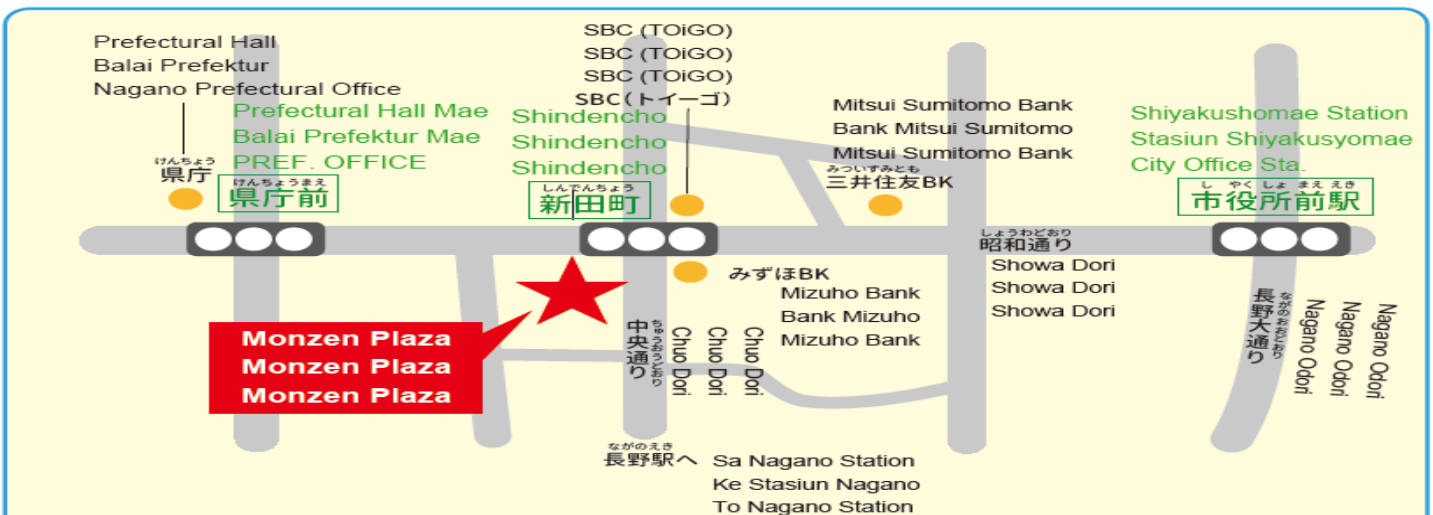 Prefectural Hall
Balai Prefektur
Nagano Prefectural Office
けんちょう
県庁
Prefectural Hall Mae
Balai Prefektur Mae
PREF. OFFICE
けんちょうまえ
県庁前
Shindencho
Shindencho
Shindencho
しんでんちょう
新田町
SBC (TOiGO)
SBC (TOiGO)
SBC (TOiGO)
SBC(トイーゴ)
Mitsui Sumitomo Bank
Bank Mitsui Sumitomo
Mitsui Sumitomo Bank
みついすみとも
三井住友BK
Shiyakushomae Station
Stasiun Shiyakusyomae
City Office Sta.
し やくしょ まええき
市役所前駅
しょうわどおり
昭和通り
Showa Dori
Showa Dori
Showa Dori
みずほBK
Mizuho Bank
Bank Mizuho
Mizuho Bank
Monzen Plaza
Monzen Plaza
Monzen Plaza
ちゅうおうどおり
中央通り
Chuo Dori
Chuo Dori
Chuo Dori
ながのおおどおり
長野大通り
Nagano Odori
Nagano Odori
Nagano Odori
ながのえき
長野駅へ
Sa Nagano Station
Ke Stasiun Nagano
To Nagano Station